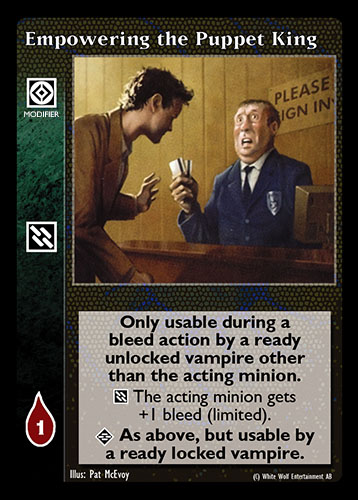 Empowering the Puppet King
MODIFIER
PLEASE
SIGN IN
1
Only usable during a
bleed action by a ready
unlocked vampire other
than the acting minion.
The acting minion gets
+1 bleed (limited).
As above, but usable by
a ready locked vampire.
Illus: Pat McEvoy
(C) White Wolf Entertainment AB